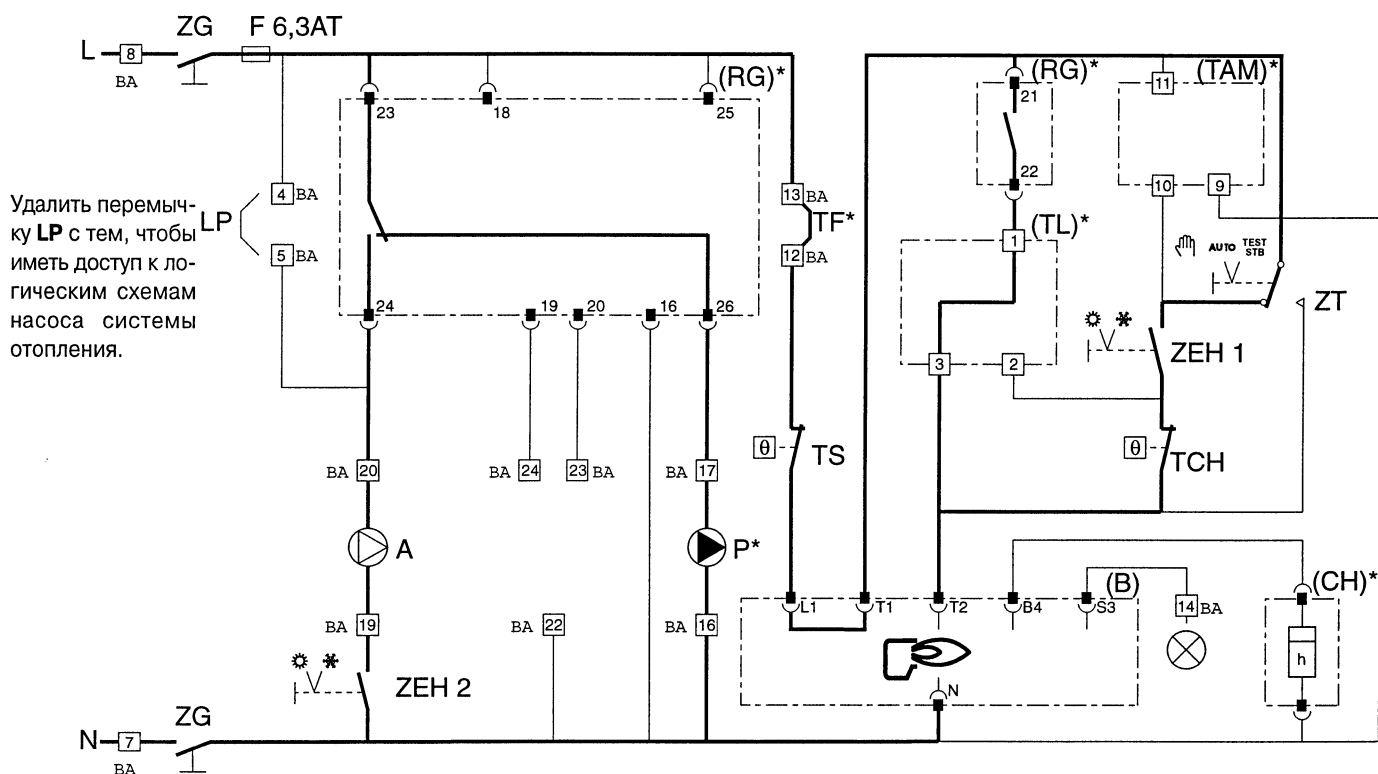 ZG F 6,3AT
L 8
BA
(RG)*
23 18 25
(RG)*
21
22
(TAM)*
11
10 9
Удалить перемыч-
ку LP с тем, чтобы
иметь доступ к ло-
гическим схемам
насоса системы
отопления.
LP
4 BA
5 BA
13 BA
TF*
12 BA
(TL)*
1
3 2
AUTO TEST
STB
ZT
ZEH 1
24 19 20 16 26
θ TS
θ TCH
BA 20
BA 24
23 BA
BA 17
A
P*
(B)
L1 T1 T2 B4 S3
14 BA
(CH)*
h
N
BA 19
BA 22
BA 16
ZEH 2
ZG
N 7
BA